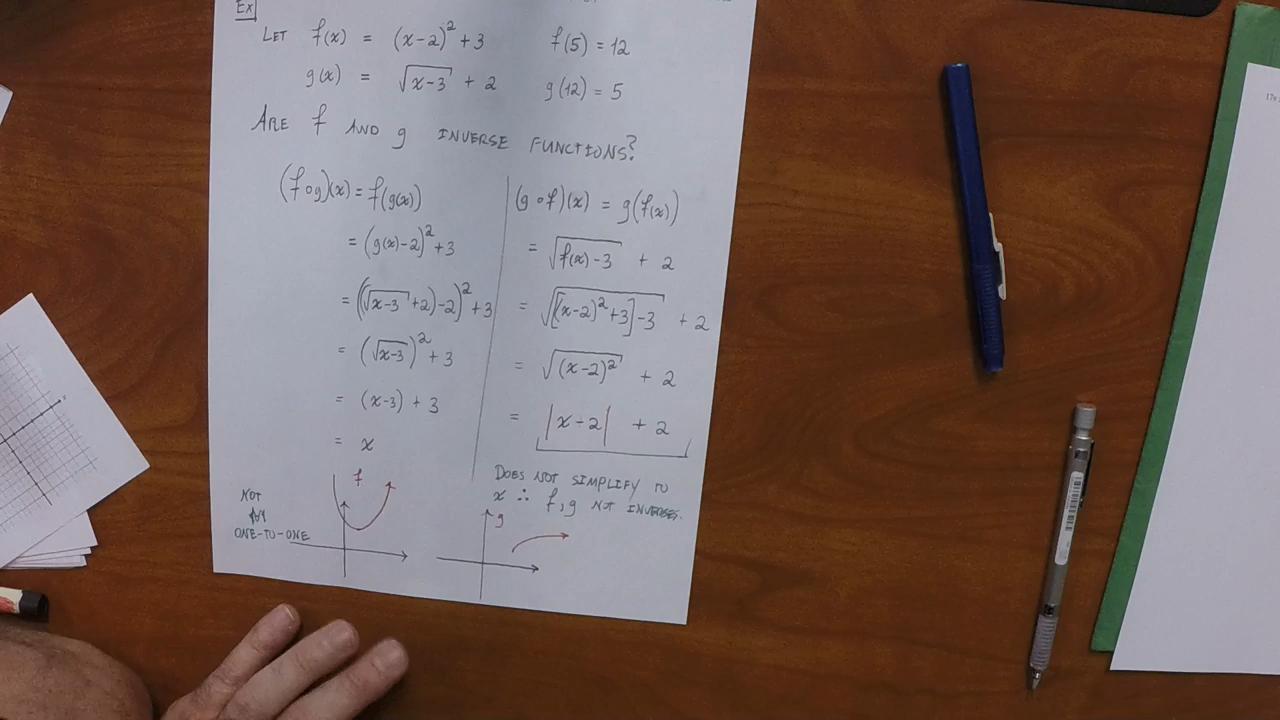 Ex
LET f(x) = (x-2)² + 3 f(5) = 12
g(x) = √(x-3) + 2 g(12) = 5
ARE f AND g INVERSE FUNCTIONS?
(f∘g)(x) = f(g(x))
= (g(x)-2)² + 3
= ((√(x-3) + 2) - 2)² + 3
= (√(x-3))² + 3
= (x-3) + 3
= x
(g∘f)(x) = g(f(x))
= √(f(x)-3) + 2
= √([(x-2)² + 3] - 3) + 2
= √((x-2)²) + 2
= |x-2| + 2
DOES NOT SIMPLIFY TO
x ∴ f, g NOT INVERSES.
f
NOT
ONE-TO-ONE
g